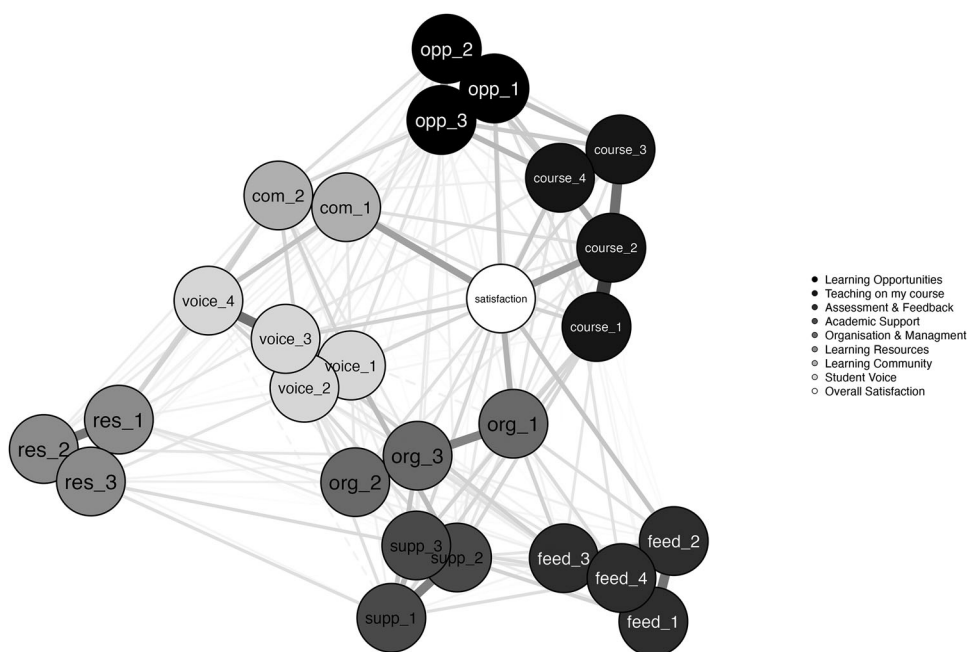 opp_2
opp_1
opp_3
course_3
course_4
com_2
com_1
course_2
satisfaction
voice_4
course_1
voice_3
voice_1
voice_2
res_1
org_1
res_2
org_3
res_3
org_2
feed_2
supp_3
supp_2
feed_3
feed_4
supp_1
feed_1
Learning Opportunities
Teaching on my course
Assessment & Feedback
Academic Support
Organisation & Managment
Learning Resources
Learning Community
Student Voice
Overall Satisfaction